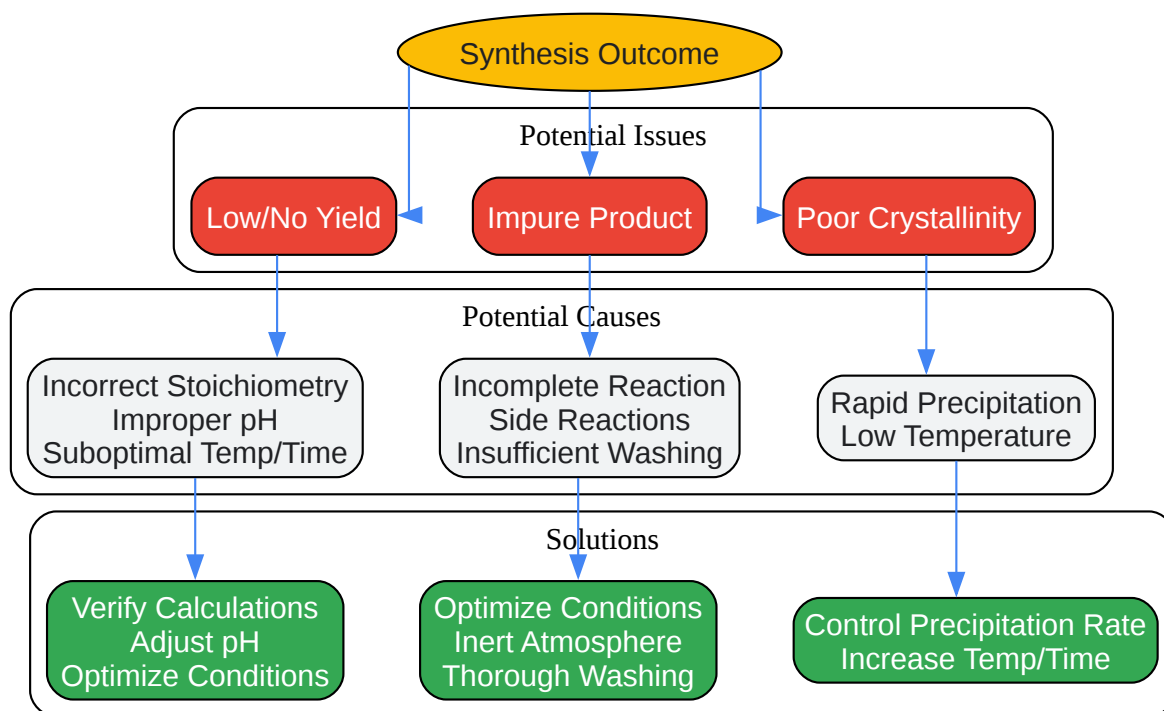 Synthesis Outcome
Potential Issues
Low/No Yield
Impure Product
Poor Crystallinity
Potential Causes
Incorrect Stoichiometry
Improper pH
Suboptimal Temp/Time
Incomplete Reaction
Side Reactions
Insufficient Washing
Rapid Precipitation
Low Temperature
Solutions
Verify Calculations
Adjust pH
Optimize Conditions
Optimize Conditions
Inert Atmosphere
Thorough Washing
Control Precipitation Rate
Increase Temp/Time